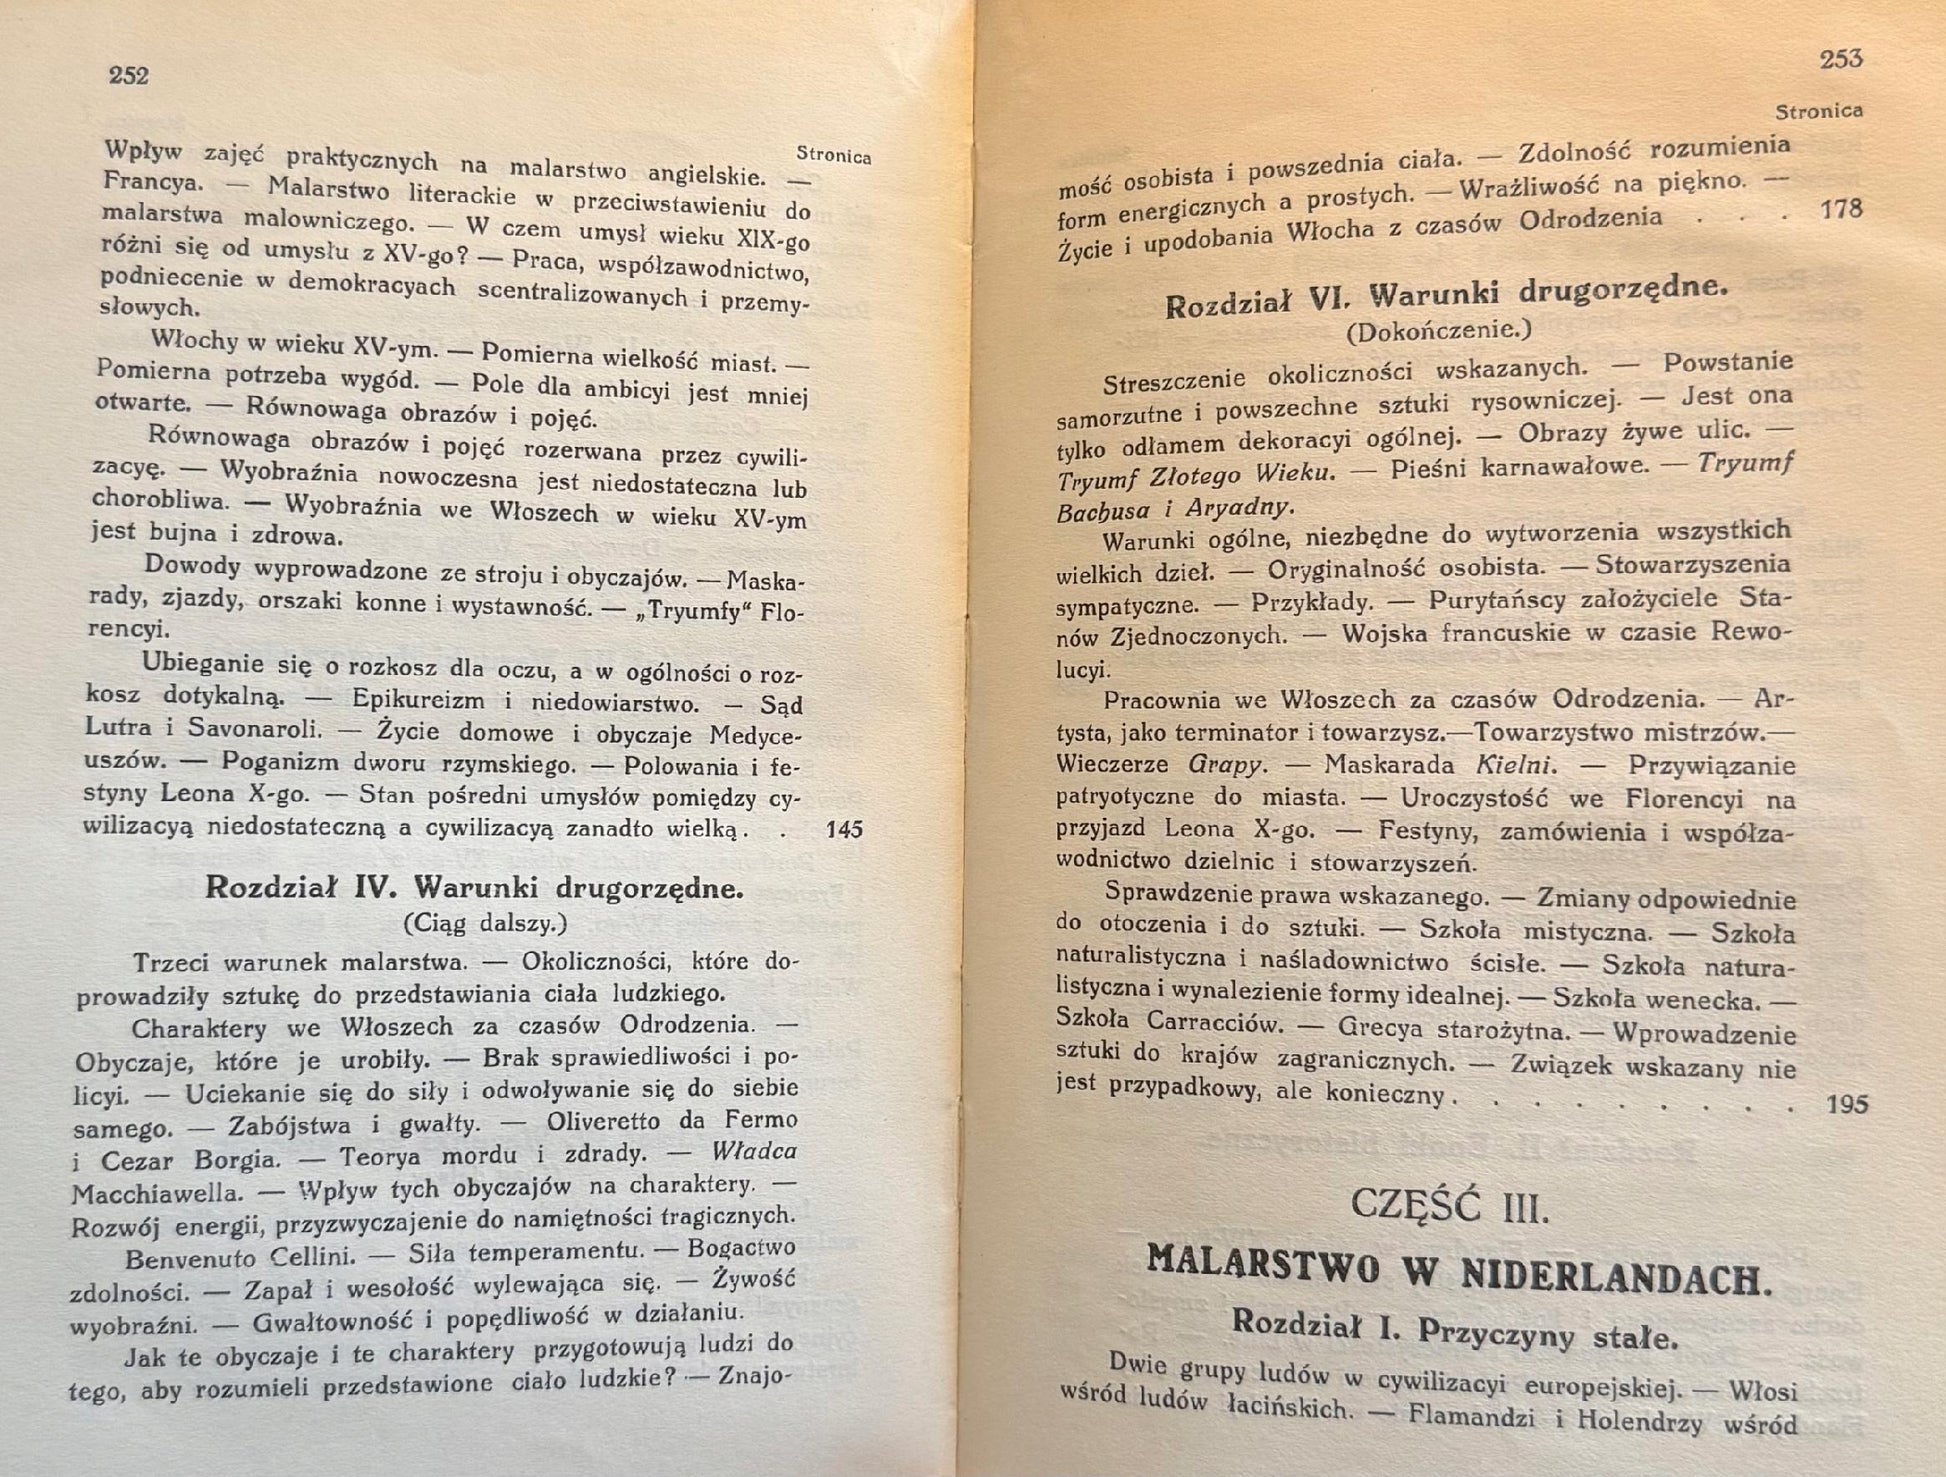 252
Stronica
Wpływ zajęć praktycznych na malarstwo angielskie. —
Francya. — Malarstwo literackie w przeciwstawieniu do
malarstwa malowniczego. — W czem umysł wieku XIX-go
różni się od umysłu z XV-go? — Praca, współzawodnictwo,
podniecenie w demokracyach scentralizowanych i przemy-
słowych.
Włochy w wieku XV-ym. — Pomierna wielkość miast. —
Pomierna potrzeba wygód. — Pole dla ambicyi jest mniej
otwarte. — Równowaga obrazów i pojęć.
Równowaga obrazów i pojęć rozerwana przez cywili-
zacyę. — Wyobraźnia nowoczesna jest niedostateczna lub
chorobliwa. — Wyobraźnia we Włoszech w wieku XV-ym
jest bujna i zdrowa.
Dowody wyprowadzone ze stroju i obyczajów. — Maska-
rady, zjazdy, orszaki konne i wystawność. — „Tryumfy“ Flo-
rencyi.
Ubieganie się o rozkosz dla oczu, a w ogólności o roz-
kosz dotykalną. — Epikureizm i niedowiarstwo. — Sąd
Lutra i Savonaroli. — Życie domowe i obyczaje Medyce-
uszów. — Poganizm dworu rzymskiego. — Polowania i fe-
styny Leona X-go. — Stan pośredni umysłów pomiędzy cy-
wilizacyą niedostateczną a cywilizacyą zanadto wielką. . 145
Rozdział IV. Warunki drugorzędne.
(Ciąg dalszy.)
Trzeci warunek malarstwa. — Okoliczności, które do-
prowadziły sztukę do przedstawiania ciała ludzkiego.
Charaktery we Włoszech za czasów Odrodzenia. —
Obyczaje, które je urobiły. — Brak sprawiedliwości i po-
licyi. — Uciekanie się do siły i odwoływanie się do siebie
samego. — Zabójstwa i gwałty. — Oliveretto da Fermo
i Cezar Borgia. — Teorya mordu i zdrady. — Władca
Macchiawella. — Wpływ tych obyczajów na charaktery. —
Rozwój energii, przyzwyczajenie do namiętności tragicznych.
Benvenuto Cellini. — Siła temperamentu. — Bogactwo
zdolności. — Zapał i wesołość wylewająca się. — Żywość
wyobraźni. — Gwałtowność i popędliwość w działaniu.
Jak te obyczaje i te charaktery przygotowują ludzi do
tego, aby rozumieli przedstawione ciało ludzkie? — Znajo-
253
Stronica
mość osobista i powszednia ciała. — Zdolność rozumienia
form energicznych a prostych. — Wrażliwość na piękno. —
Życie i upodobania Włocha z czasów Odrodzenia . . . 178
Rozdział VI. Warunki drugorzędne.
(Dokończenie.)
Streszczenie okoliczności wskazanych. — Powstanie
samorzutne i powszechne sztuki rysowniczej. — Jest ona
tylko odłamem dekoracyi ogólnej. — Obrazy żywe ulic. —
Tryumf Złotego Wieku. — Pieśni karnawałowe. — Tryumf
Bachusa i Aryadny.
Warunki ogólne, niezbędne do wytworzenia wszystkich
wielkich dzieł. — Oryginalność osobista. — Stowarzyszenia
sympatyczne. — Przykłady. — Purytańscy założyciele Sta-
nów Zjednoczonych. — Wojska francuskie w czasie Rewo-
lucyi.
Pracownia we Włoszech za czasów Odrodzenia. — Ar-
tysta, jako terminator i towarzysz.—Towarzystwo mistrzów.—
Wieczerze Grapy. — Maskarada Kielni. — Przywiązanie
patryotyczne do miasta. — Uroczystość we Florencyi na
przyjazd Leona X-go. — Festyny, zamówienia i współza-
wodnictwo dzielnic i stowarzyszeń.
Sprawdzenie prawa wskazanego. — Zmiany odpowiednie
do otoczenia i do sztuki. — Szkoła mistyczna. — Szkoła
naturalistyczna i naśladownictwo ścisłe. — Szkoła natura-
listyczna i wynalezienie formy idealnej. — Szkoła wenecka. —
Szkoła Carracciów. — Grecya starożytna. — Wprowadzenie
sztuki do krajów zagranicznych. — Związek wskazany nie
jest przypadkowy, ale konieczny . . . . . . . . . 195
CZĘŚĆ III.
MALARSTWO W NIDERLANDACH.
Rozdział I. Przyczyny stałe.
Dwie grupy ludów w cywilizacyi europejskiej. — Włosi
wśród ludów łacińskich. — Flamandzi i Holendrzy wśród